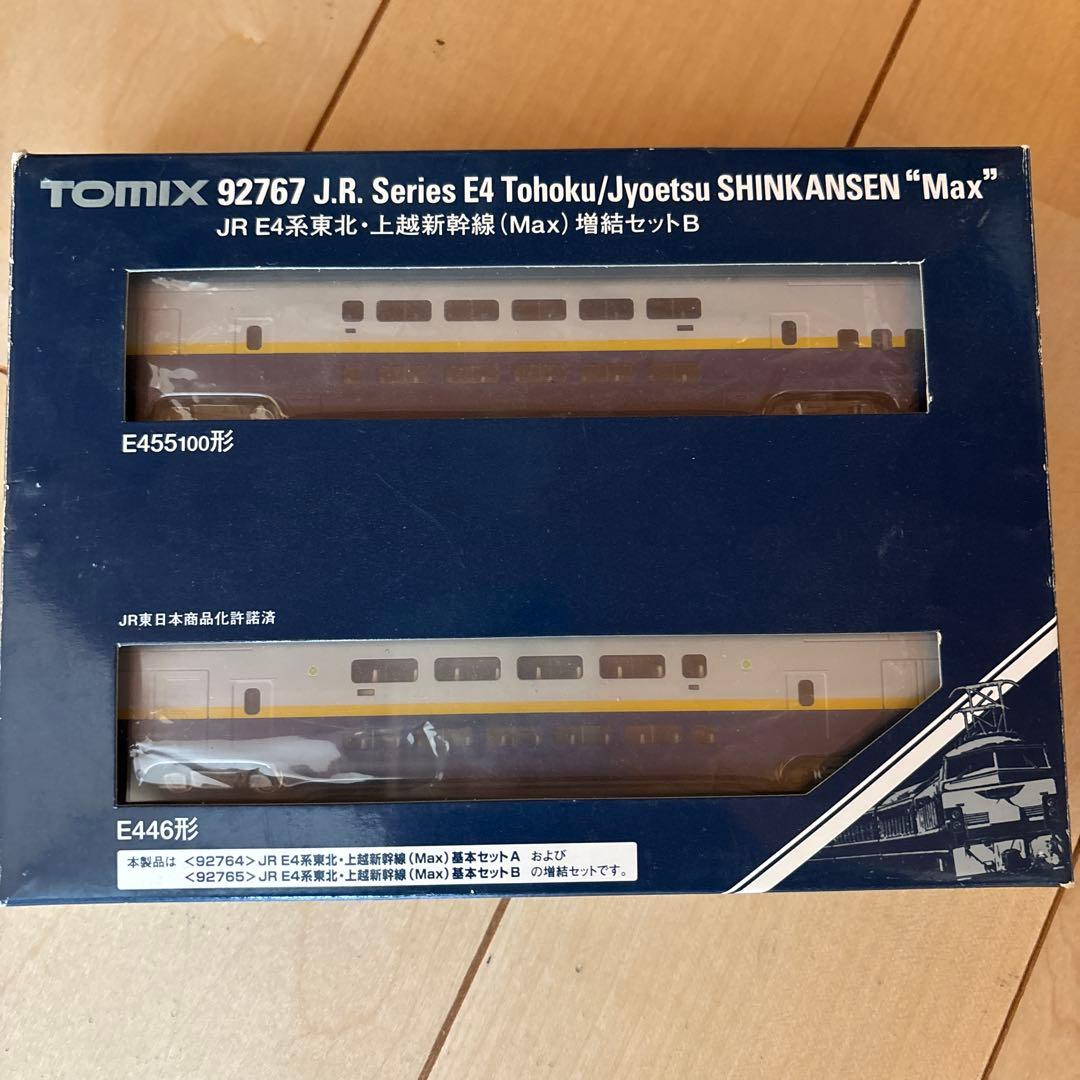 TOMIX 92767 J.R. Series E4 Tohoku/Jyoetsu SHINKANSEN “Max”
JR E4系東北・上越新幹線(Max)増結セットB
E455100形
JR東日本商品化許諾済
E446形
本製品は <92764>JR E4系東北・上越新幹線(Max)基本セットA および
<92765>JR E4系東北・上越新幹線(Max)基本セットB の増結セットです。